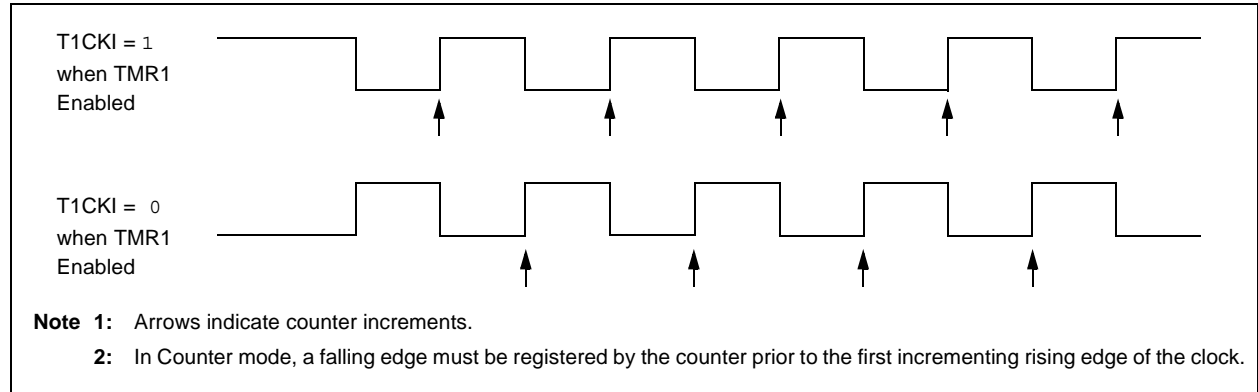 T1CKI = 1
when TMR1
Enabled
T1CKI = 0
when TMR1
Enabled
Note 1: Arrows indicate counter increments.
2: In Counter mode, a falling edge must be registered by the counter prior to the first incrementing rising edge of the clock.